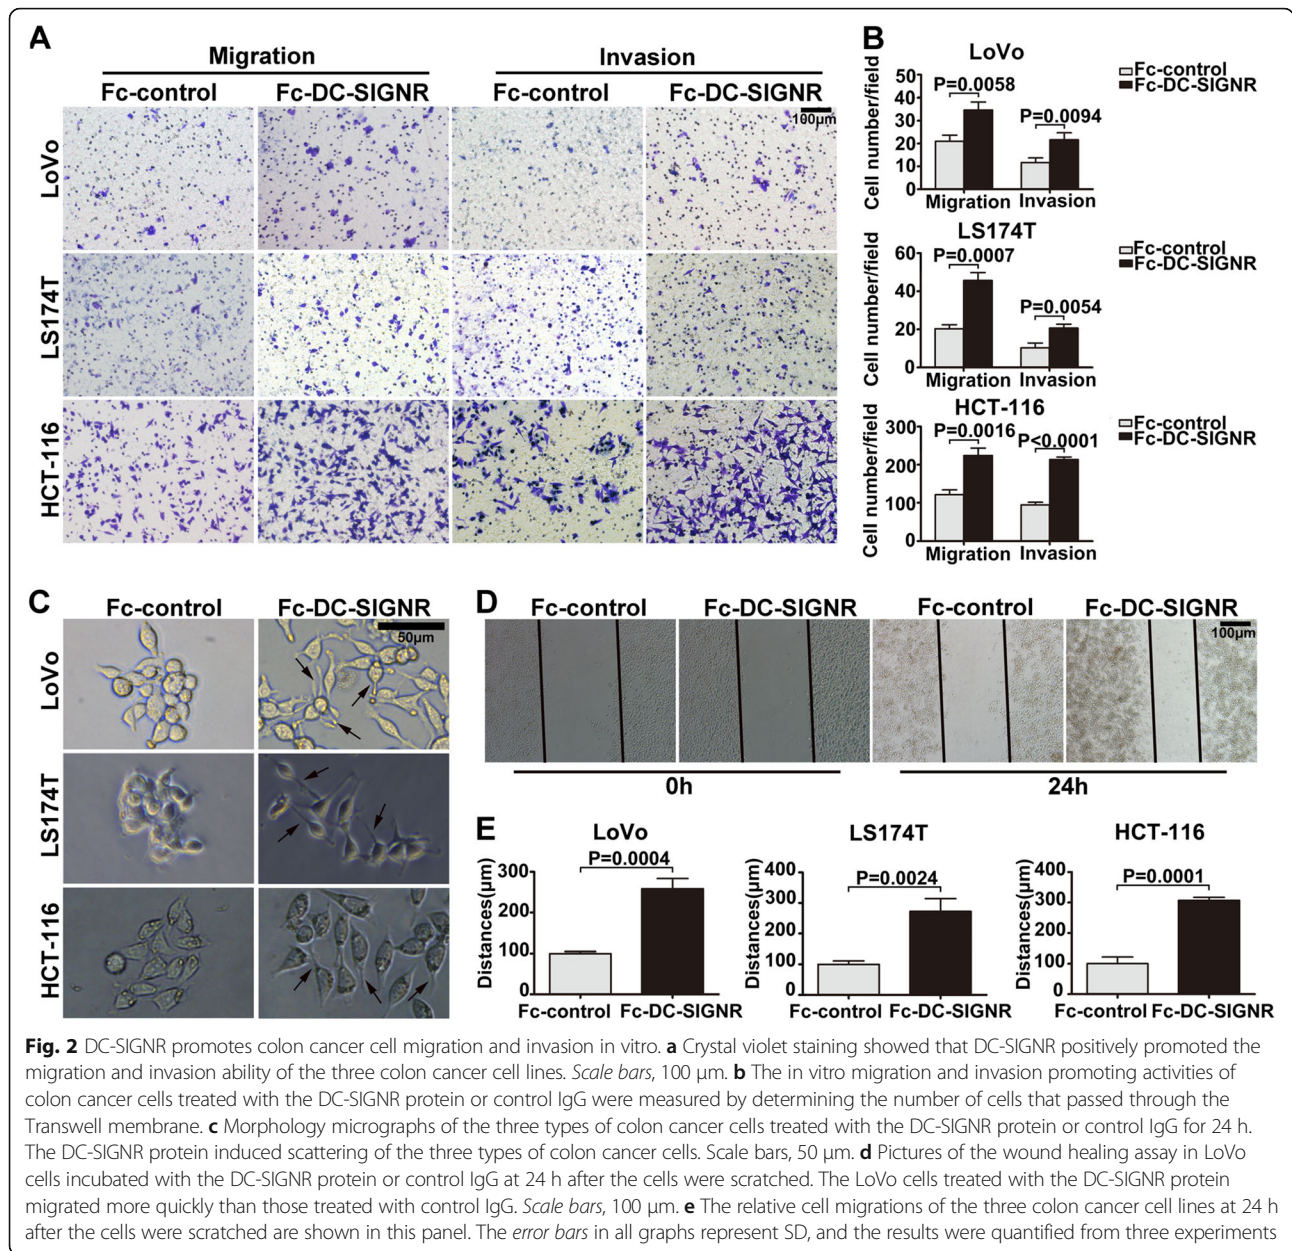 A
Migration
Invasion
Fc-control
Fc-DC-SIGNR
Fc-control
Fc-DC-SIGNR
100μm
LoVo
LS174T
HCT-116
B
LoVo
Fc-control
Fc-DC-SIGNR
Cell number/field
50
40
30
20
10
0
P=0.0058
P=0.0094
Migration
Invasion
LS174T
Fc-control
Fc-DC-SIGNR
Cell number/field
60
40
20
0
P=0.0007
P=0.0054
Migration
Invasion
HCT-116
Fc-control
Fc-DC-SIGNR
Cell number/field
300
200
100
0
P=0.0016
P<0.0001
Migration
Invasion
C
Fc-control
Fc-DC-SIGNR
50μm
LoVo
LS174T
HCT-116
D
Fc-control
Fc-DC-SIGNR
Fc-control
Fc-DC-SIGNR
100μm
0h
24h
E
LoVo
Distances(μm)
300
200
100
0
P=0.0004
Fc-control
Fc-DC-SIGNR
LS174T
Distances(μm)
400
300
200
100
0
P=0.0024
Fc-control
Fc-DC-SIGNR
HCT-116
Distances(μm)
400
300
200
100
0
P=0.0001
Fc-control
Fc-DC-SIGNR
Fig. 2 DC-SIGNR promotes colon cancer cell migration and invasion in vitro. a Crystal violet staining showed that DC-SIGNR positively promoted the
migration and invasion ability of the three colon cancer cell lines. Scale bars, 100 μm. b The in vitro migration and invasion promoting activities of
colon cancer cells treated with the DC-SIGNR protein or control IgG were measured by determining the number of cells that passed through the
Transwell membrane. c Morphology micrographs of the three types of colon cancer cells treated with the DC-SIGNR protein or control IgG for 24 h.
The DC-SIGNR protein induced scattering of the three types of colon cancer cells. Scale bars, 50 μm. d Pictures of the wound healing assay in LoVo
cells incubated with the DC-SIGNR protein or control IgG at 24 h after the cells were scratched. The LoVo cells treated with the DC-SIGNR protein
migrated more quickly than those treated with control IgG. Scale bars, 100 μm. e The relative cell migrations of the three colon cancer cell lines at 24 h
after the cells were scratched are shown in this panel. The error bars in all graphs represent SD, and the results were quantified from three experiments